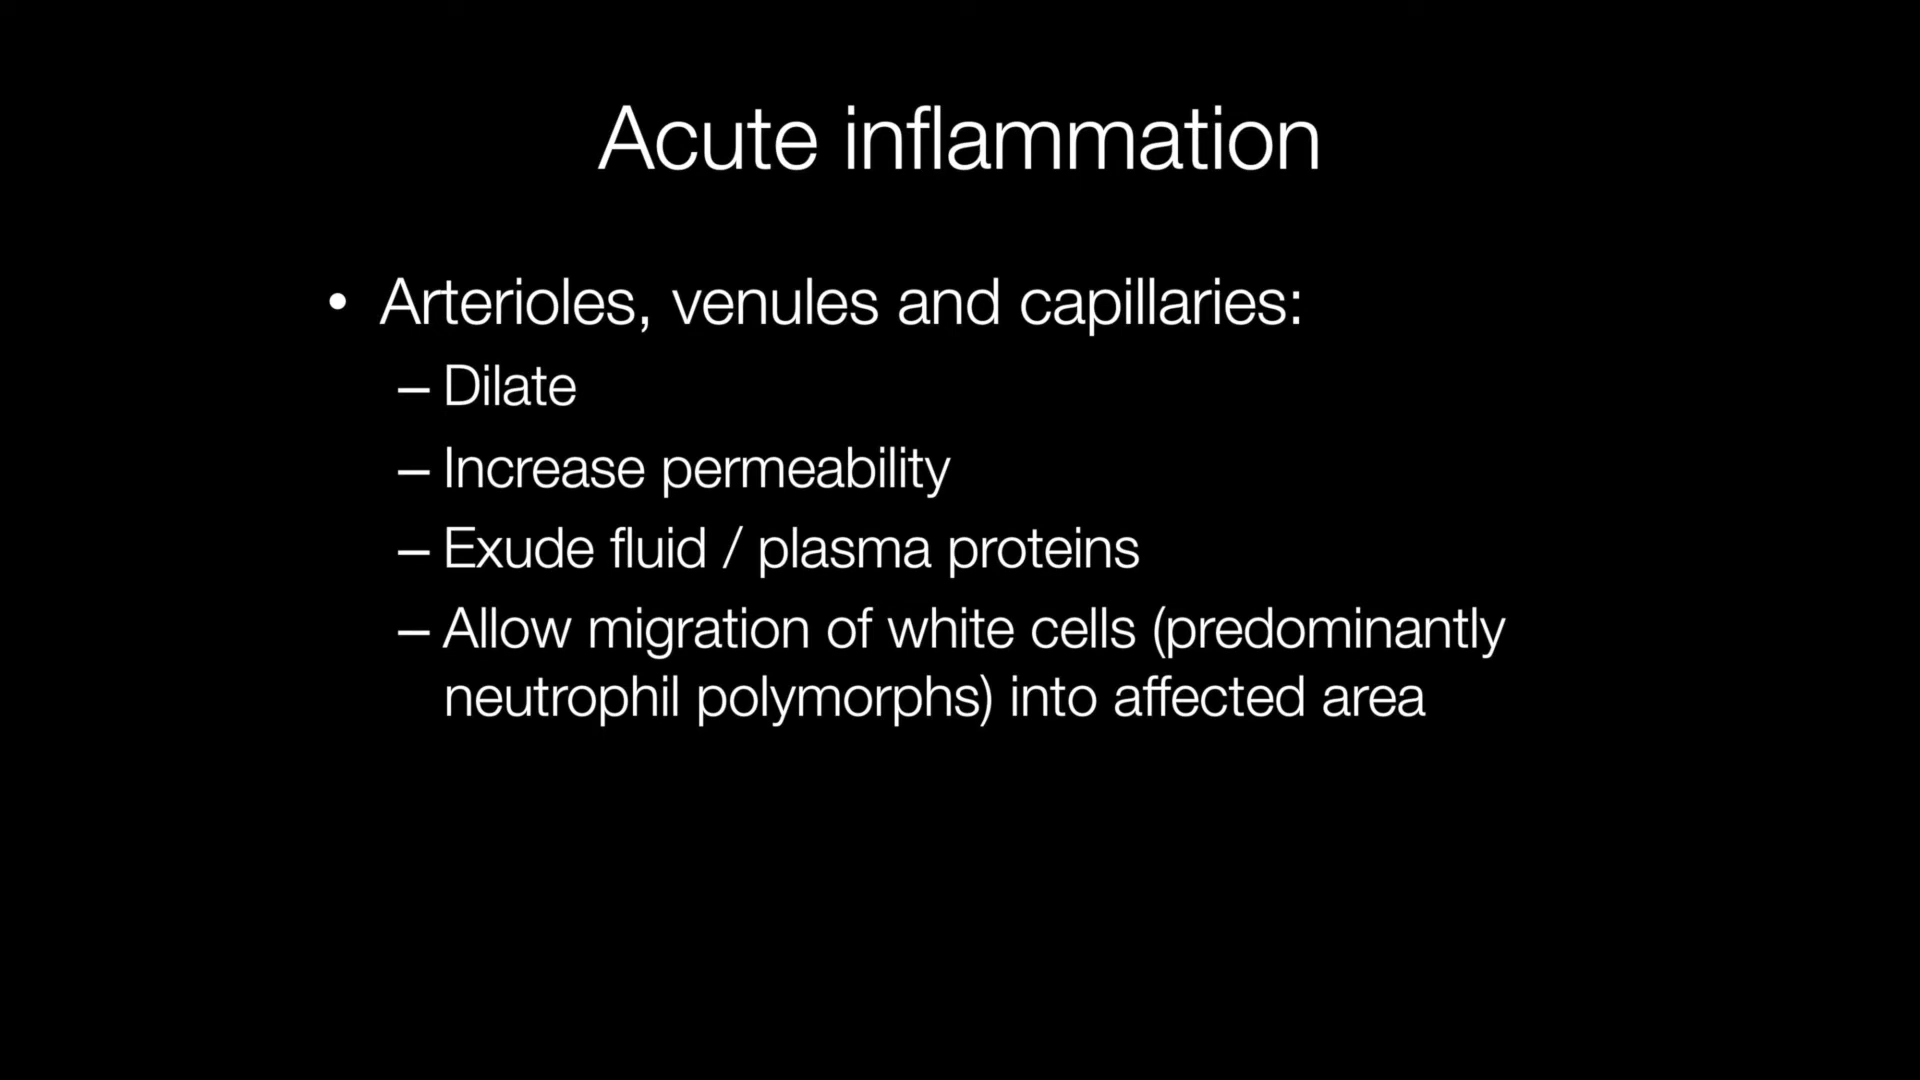 Acute inflammation
• Arterioles, venules and capillaries:
– Dilate
– Increase permeability
– Exude fluid / plasma proteins
– Allow migration of white cells (predominantly
neutrophil polymorphs) into affected area